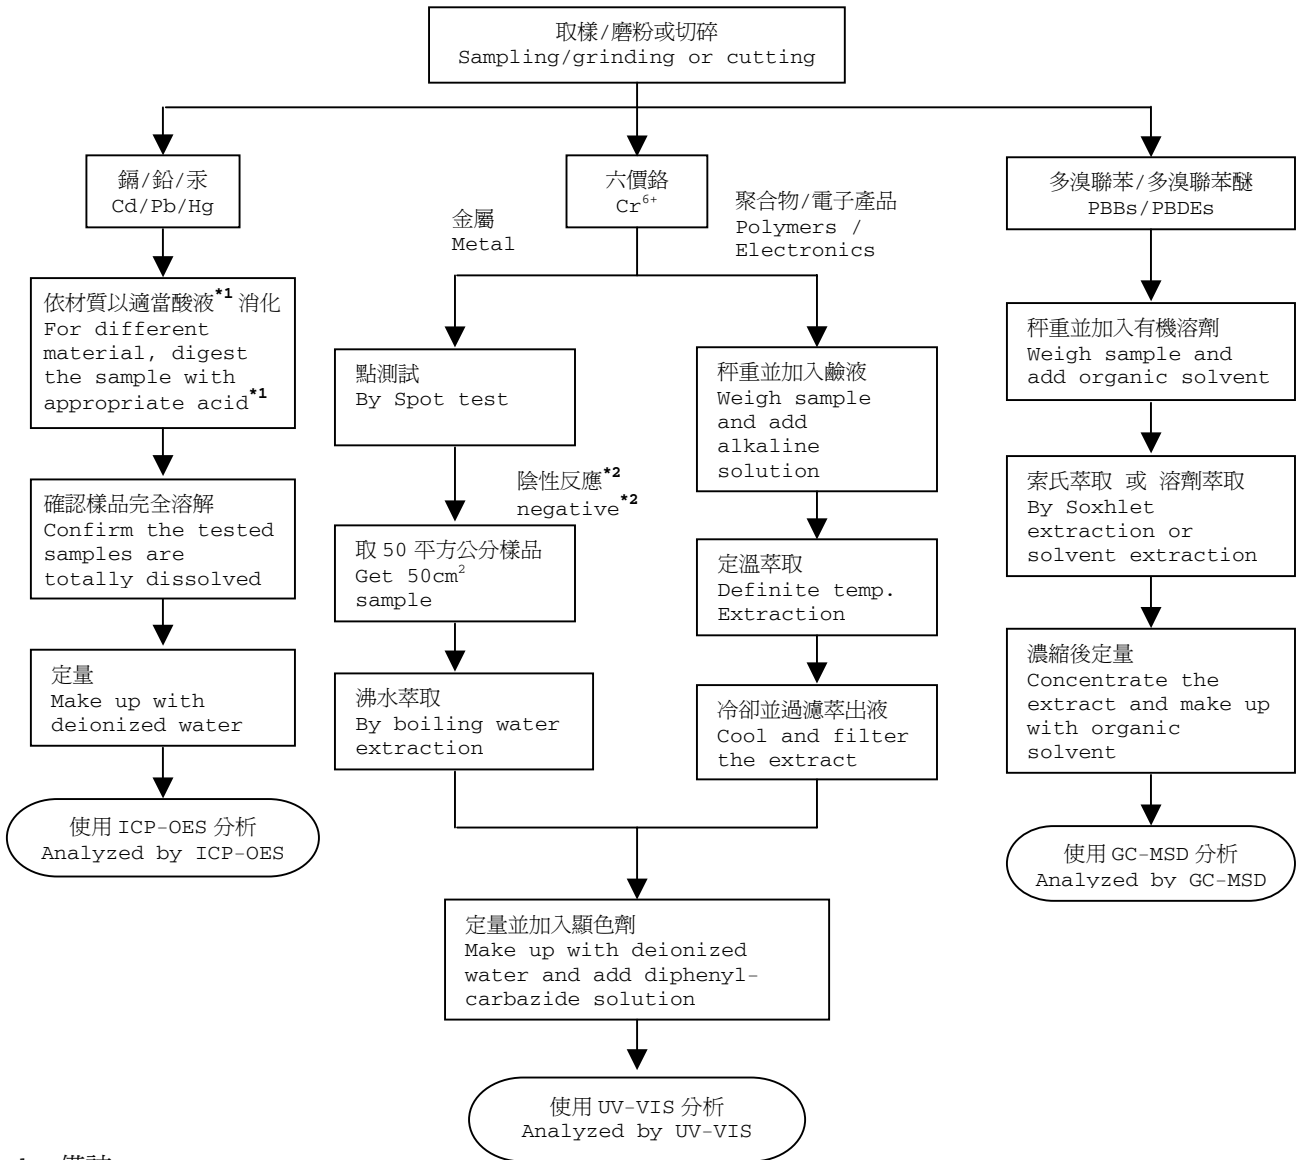 取樣/磨粉或切碎
Sampling/grinding or cutting
鎘/鉛/汞
Cd/Pb/Hg
依材質以適當酸液*1 消化
For different
material, digest
the sample with
appropriate acid*1
確認樣品完全溶解
Confirm the tested
samples are
totally dissolved
定量
Make up with
deionized water
使用 ICP-OES 分析
Analyzed by ICP-OES
六價鉻
Cr6+
金屬
Metal
點測試
By Spot test
陰性反應*2
negative*2
取 50 平方公分樣品
Get 50cm2
sample
沸水萃取
By boiling water
extraction
聚合物/電子產品
Polymers /
Electronics
秤重並加入鹼液
Weigh sample
and add
alkaline
solution
定溫萃取
Definite temp.
Extraction
冷卻並過濾萃出液
Cool and filter
the extract
定量並加入顯色劑
Make up with deionized
water and add diphenyl-
carbazide solution
使用 UV-VIS 分析
Analyzed by UV-VIS
多溴聯苯/多溴聯苯醚
PBBs/PBDEs
秤重並加入有機溶劑
Weigh sample and
add organic solvent
索氏萃取 或 溶劑萃取
By Soxhlet
extraction or
solvent extraction
濃縮後定量
Concentrate the
extract and make up
with organic
solvent
使用 GC-MSD 分析
Analyzed by GC-MSD